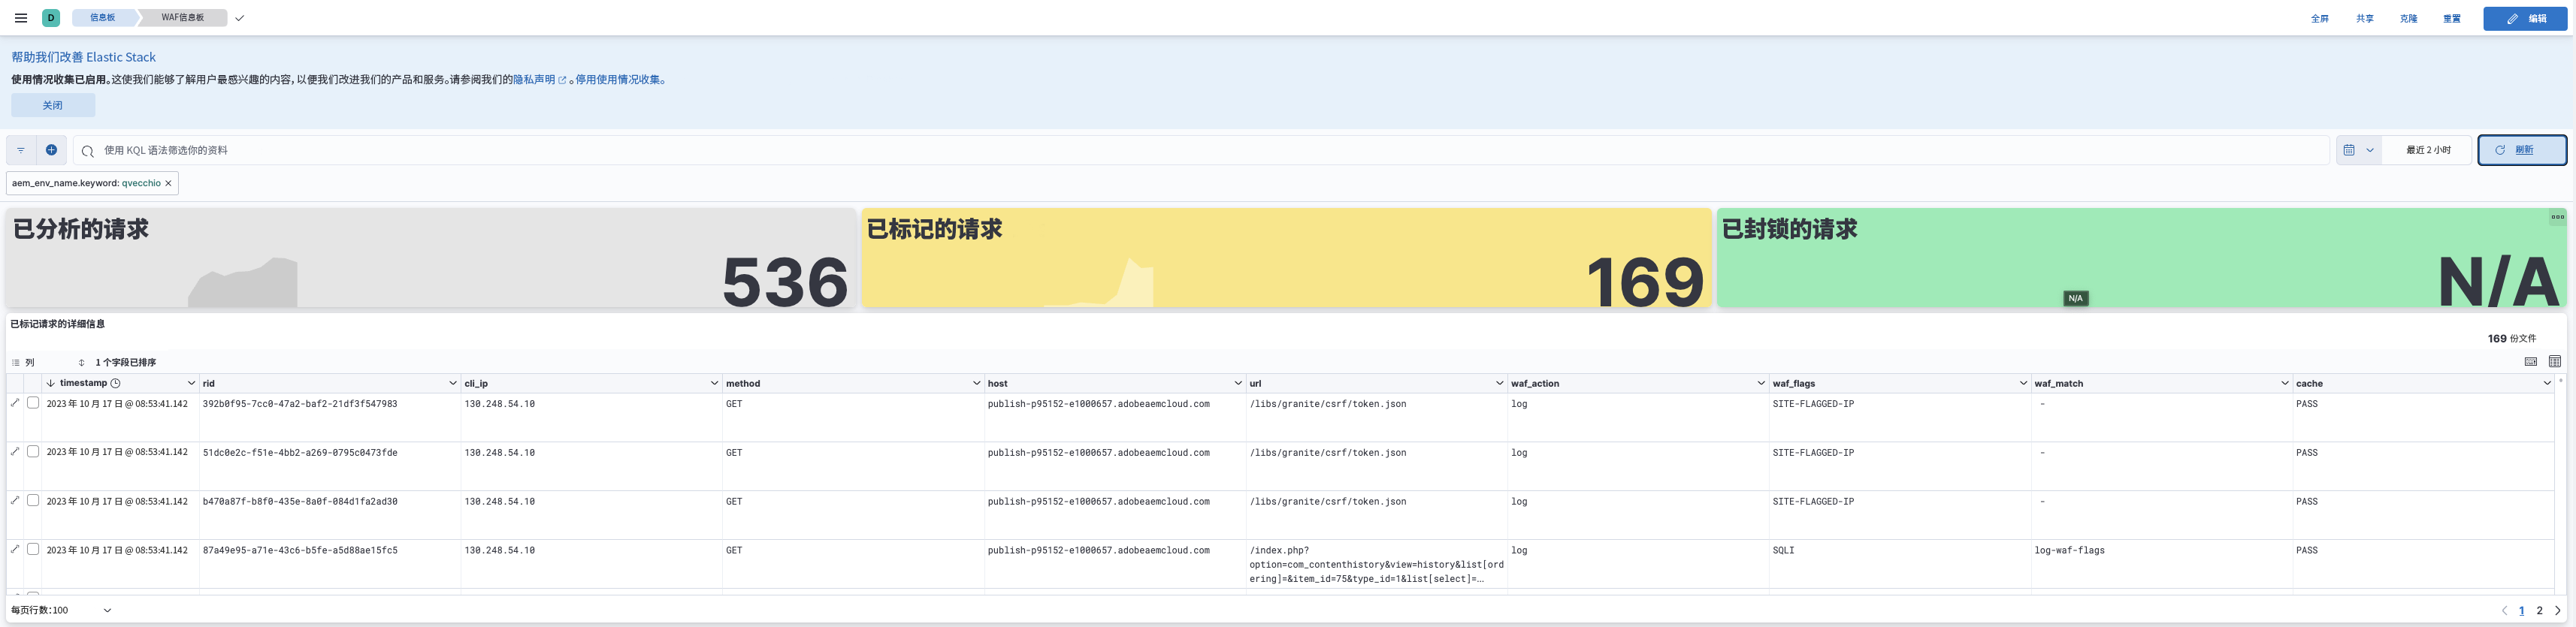 D 信息板 WAF信息板 全屏 共享 克隆 重置 编辑
帮助我们改善 Elastic Stack
使用情况收集已启用。这使我们能够了解用户最感兴趣的内容,以便我们改进我们的产品和服务。请参阅我们的隐私声明 。停用使用情况收集。
关闭
使用 KQL 语法筛选你的资料 最近 2 小时 刷新
aem_env_name.keyword: qvecchio ×
已分析的请求 已标记的请求 已封锁的请求
536 169 N/A
N/A
已标记请求的详细信息
169 份文件
列 1 个字段已排序
timestamp rid cli_ip method host url waf_action waf_flags waf_match cache
2023 年 10 月 17 日 @ 08:53:41.142 392b0f95-7cc0-47a2-baf2-21df3f547983 130.248.54.10 GET publish-p95152-e1000657.adobeaemcloud.com /libs/granite/csrf/token.json log SITE-FLAGGED-IP - PASS
2023 年 10 月 17 日 @ 08:53:41.142 51dc0e2c-f51e-4bb2-a269-0795c0473fde 130.248.54.10 GET publish-p95152-e1000657.adobeaemcloud.com /libs/granite/csrf/token.json log SITE-FLAGGED-IP - PASS
2023 年 10 月 17 日 @ 08:53:41.142 b470a87f-b8f0-435e-8a0f-084d1fa2ad30 130.248.54.10 GET publish-p95152-e1000657.adobeaemcloud.com /libs/granite/csrf/token.json log SITE-FLAGGED-IP - PASS
2023 年 10 月 17 日 @ 08:53:41.142 87a49e95-a71e-43c6-b5fe-a5d88ae15fc5 130.248.54.10 GET publish-p95152-e1000657.adobeaemcloud.com /index.php? log SQLI log-waf-flags PASS
option=com_contenthistory&view=history&list[ord
ering]=&item_id=75&type_id=1&list[select]=…
每页行数：100 1 2